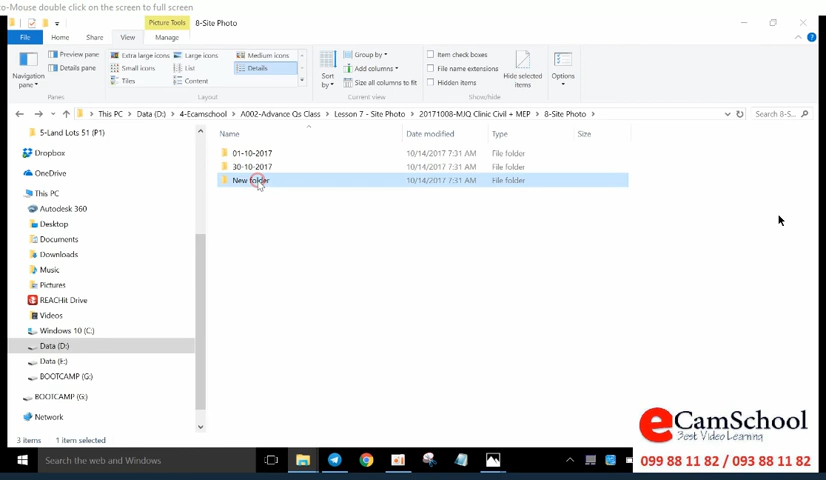 o-Mouse double click on the screen to full screen
Picture Tools 8-Site Photo
File Home Share View Manage
Navigation pane
Preview pane
Details pane
Panes
Extra large icons Large icons Medium icons
Small icons List Details
Tiles Content
Layout
Sort by
Group by
Add columns
Size all columns to fit
Current view
Item check boxes
File name extensions
Hidden items
Hide selected items
Show/hide
Options
This PC Data (D:) 4-Ecamschool A002-Advance Qs Class Lesson 7 - Site Photo 20171008-MJQ Clinic Civil + MEP 8-Site Photo Search 8-S...
5-Land Lots 51 (P1)
Dropbox
OneDrive
This PC
Autodesk 360
Desktop
Documents
Downloads
Music
Pictures
REACHit Drive
Videos
Windows 10 (C:)
Data (D:)
Data (E:)
BOOTCAMP (G:)
BOOTCAMP (G:)
Network
Name Date modified Type Size
01-10-2017 10/14/2017 7:31 AM File folder
30-10-2017 10/14/2017 7:31 AM File folder
New folder 10/14/2017 7:31 AM File folder
3 items 1 item selected
eCamSchool
Best Video Learning
099 88 11 82 / 093 88 11 82
Search the web and Windows